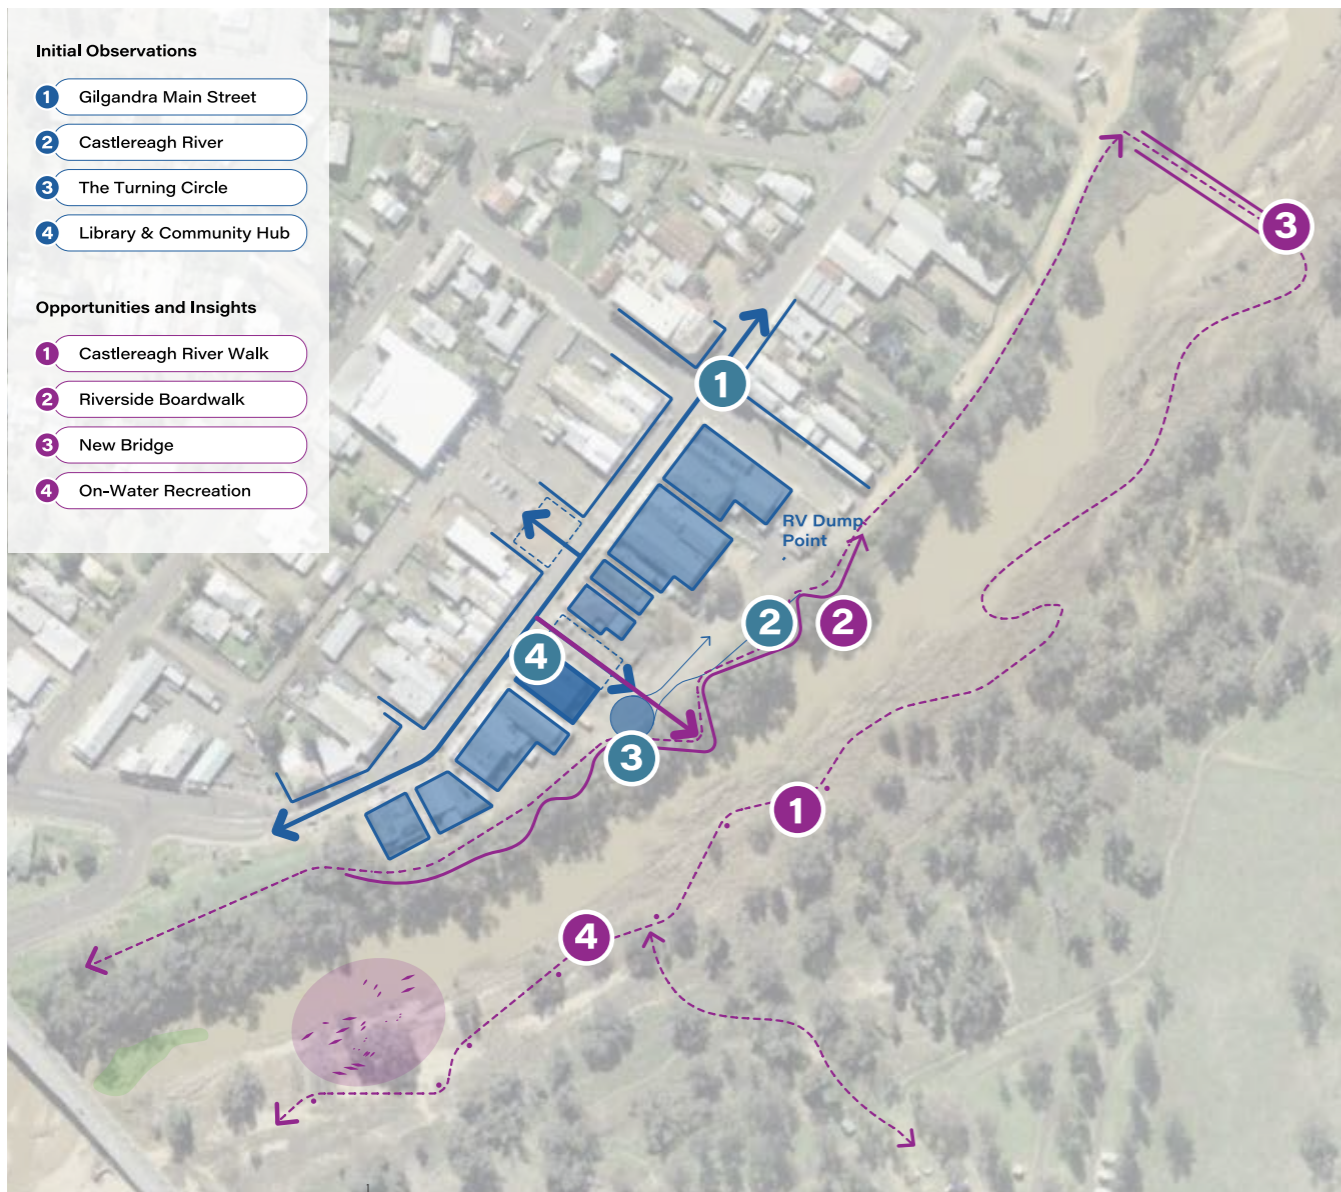 Initial Observations
1 Gilgandra Main Street
2 Castlereagh River
3 The Turning Circle
4 Library & Community Hub
Opportunities and Insights
1 Castlereagh River Walk
2 Riverside Boardwalk
3 New Bridge
4 On-Water Recreation
3
1
RV Dump
Point
.
2 2
4
3
1
4
1